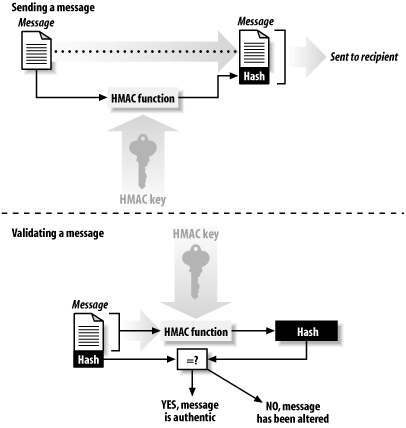 Sending a message
Message
Message
Hash
Sent to recipient
HMAC function
HMAC key
Validating a message
HMAC key
Message
Hash
HMAC function
Hash
=?
YES, message
is authentic
NO, message
has been altered